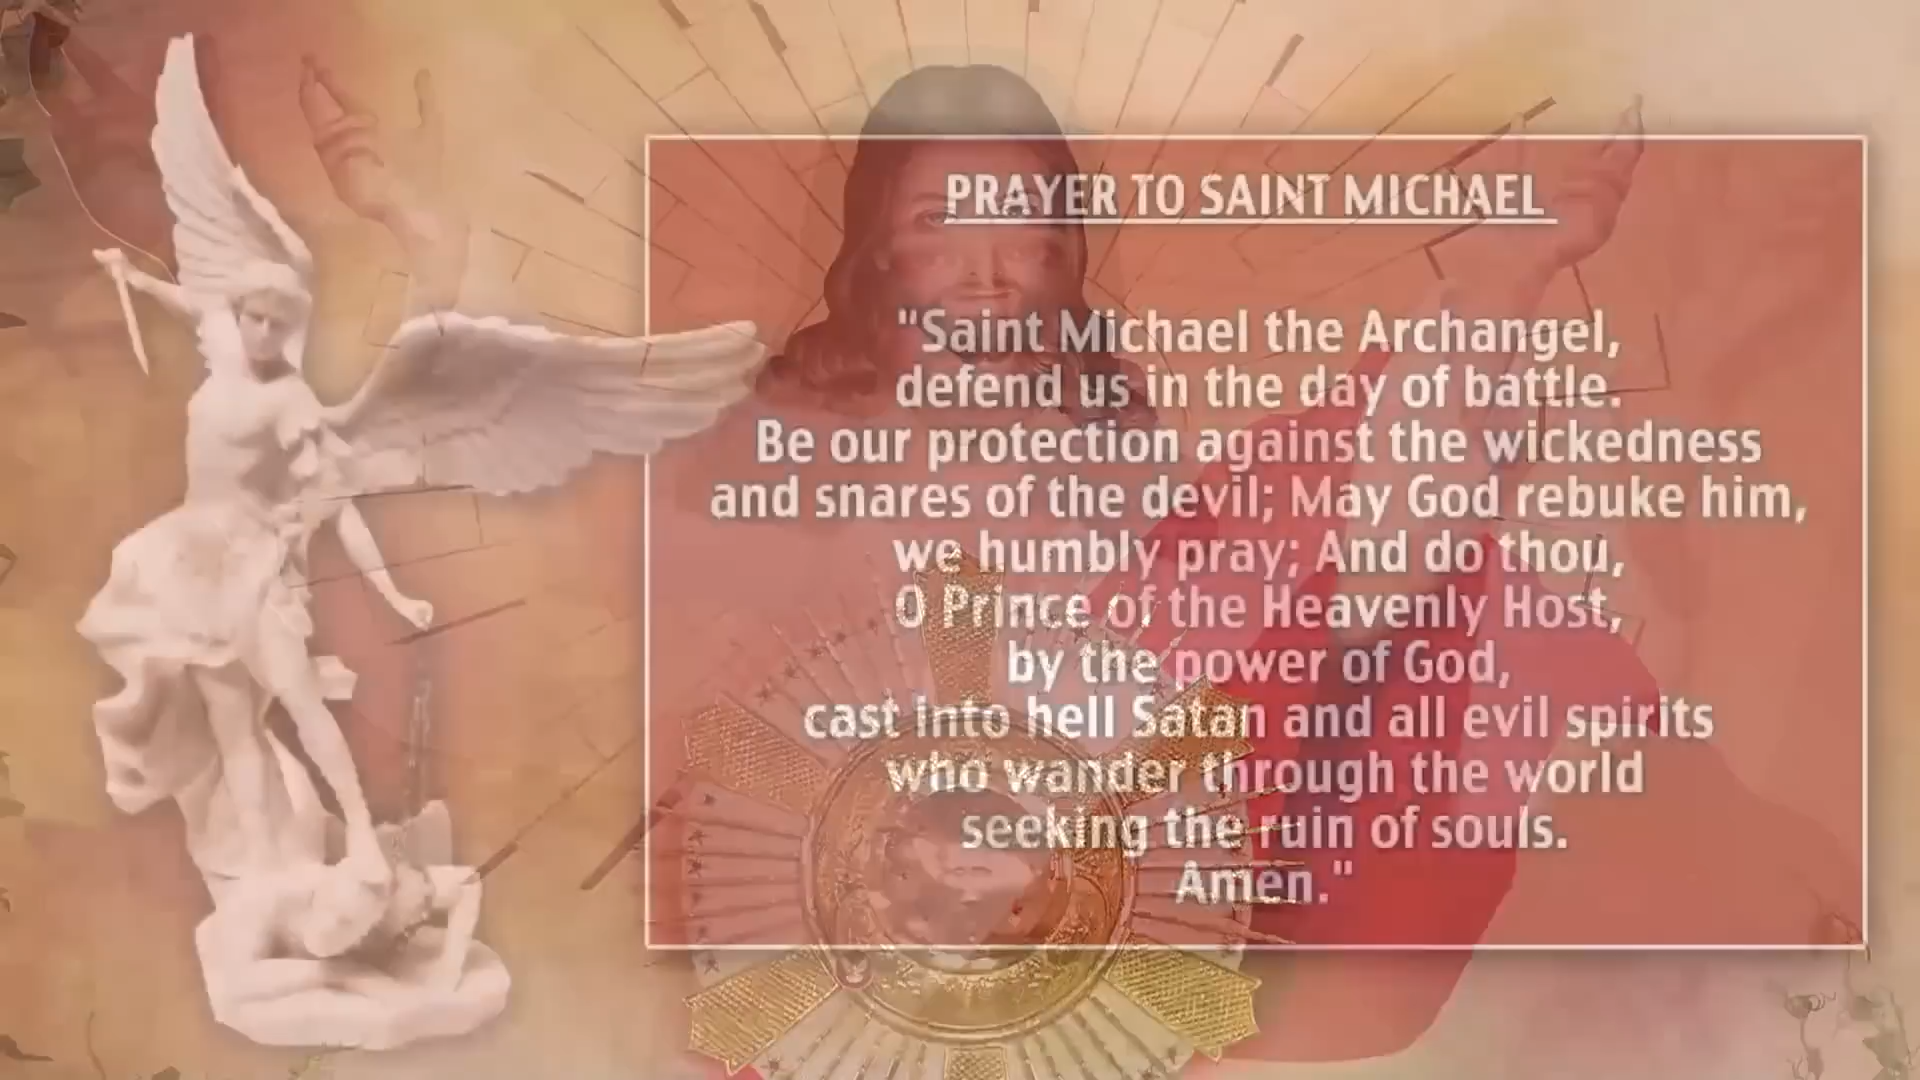 PRAYER TO SAINT MICHAEL
"Saint Michael the Archangel,
defend us in the day of battle.
Be our protection against the wickedness
and snares of the devil; May God rebuke him,
we humbly pray; And do thou,
O Prince of the Heavenly Host,
by the power of God,
cast into hell Satan and all evil spirits
who wander through the world
seeking the ruin of souls.
Amen."